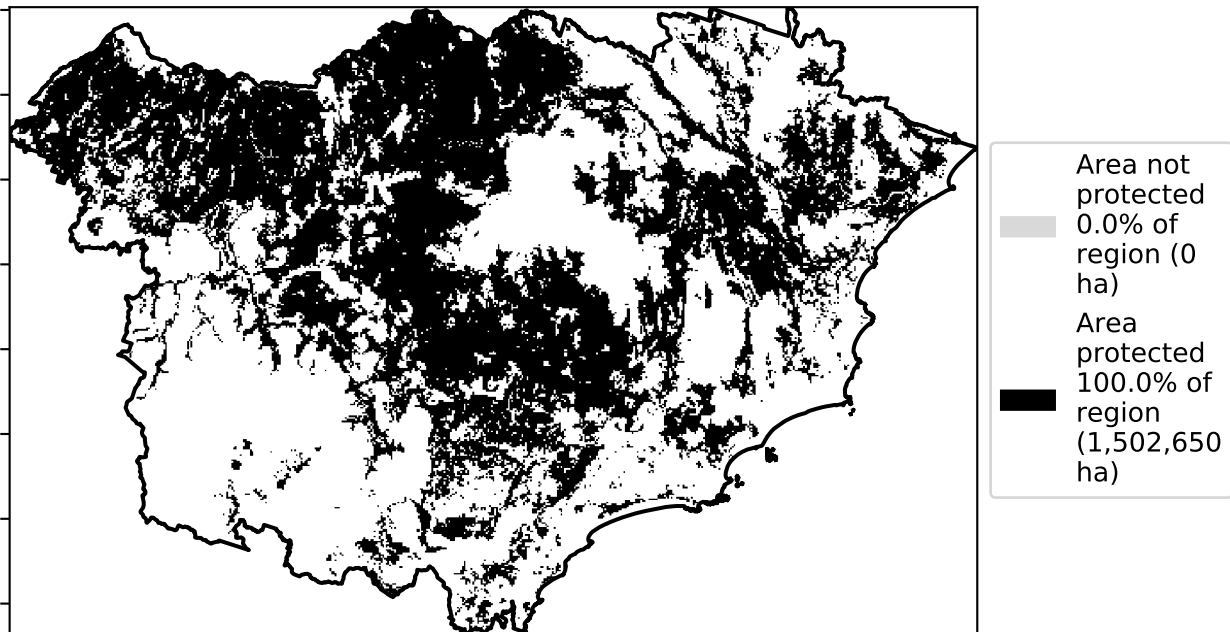 Area not
protected
0.0% of
region (0
ha)
Area
protected
100.0% of
region
(1,502,650
ha)